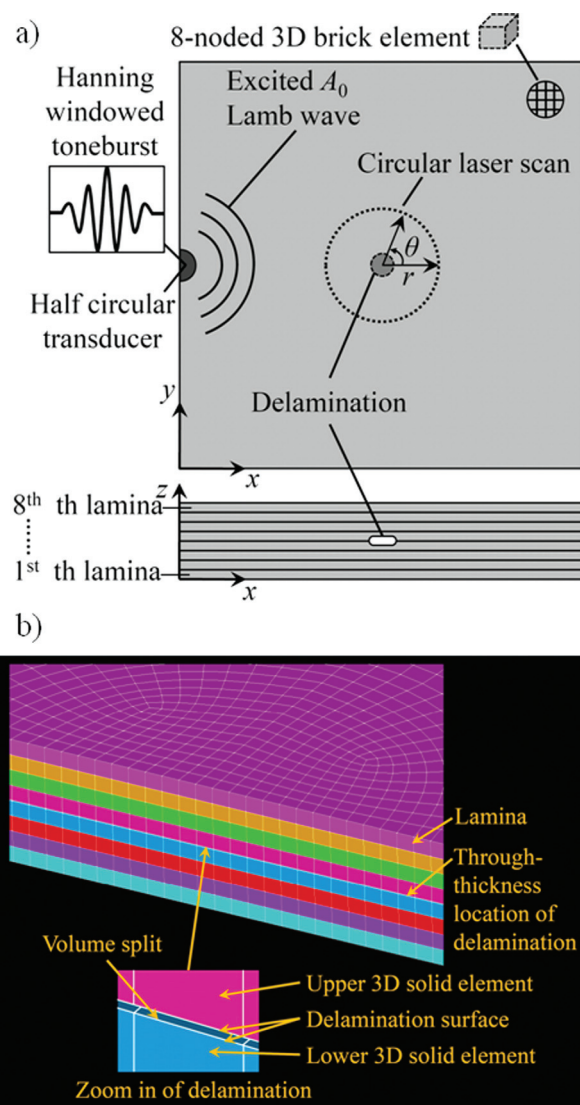 a)
8-noded 3D brick element
Hanning
windowed
toneburst
Excited A₀
Lamb wave
Circular laser scan
θ
r
Half circular
transducer
y
Delamination
x
z
8ᵗʰ th lamina
1ˢᵗ th lamina
x
b)
Lamina
Through-
thickness
location of
delamination
Volume split
Upper 3D solid element
Delamination surface
Lower 3D solid element
Zoom in of delamination